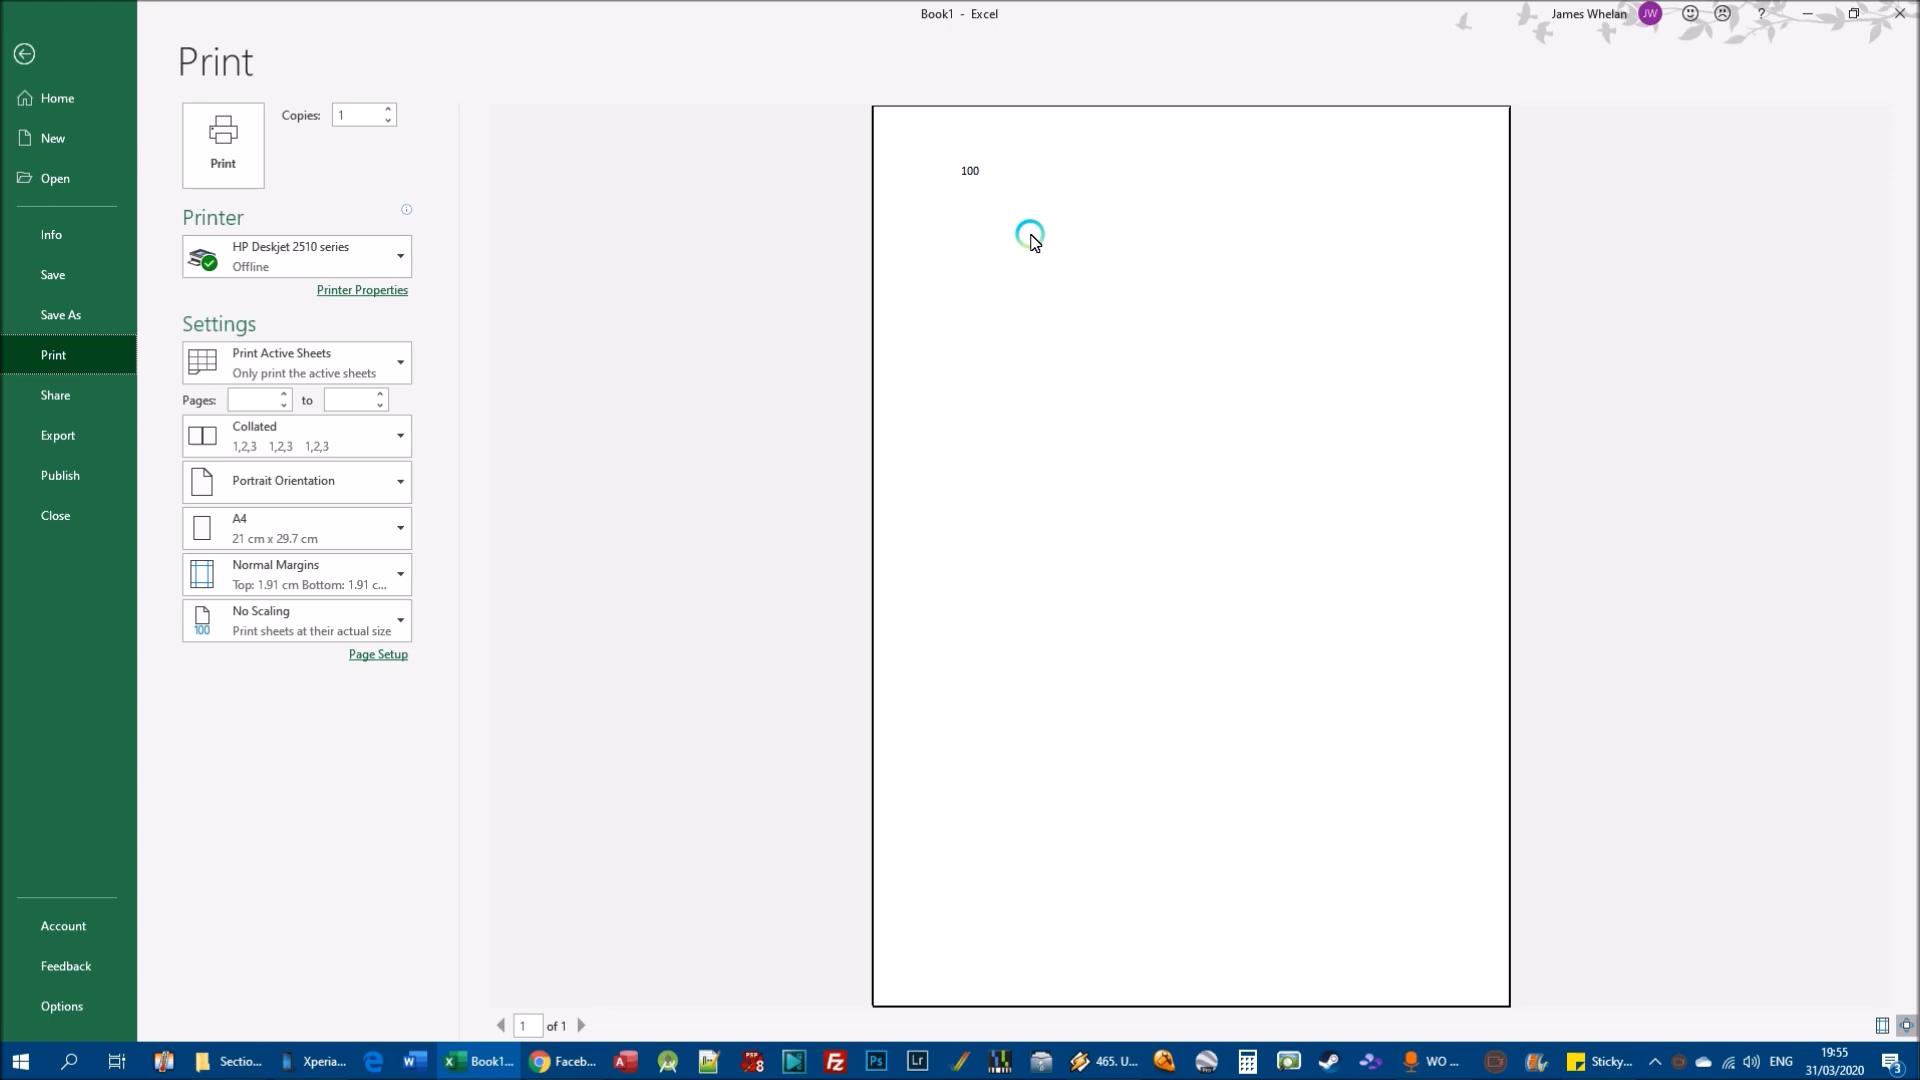 Book1 - Excel
James Whelan
JW
?
Print
Home
New
Open
Info
Save
Save As
Print
Share
Export
Publish
Close
Account
Feedback
Options
Print
Copies: 1
Printer
HP Deskjet 2510 series
Offline
Printer Properties
Settings
Print Active Sheets
Only print the active sheets
Pages: to
Collated
1,2,3 1,2,3 1,2,3
Portrait Orientation
A4
21 cm x 29.7 cm
Normal Margins
Top: 1.91 cm Bottom: 1.91 c...
100
No Scaling
Print sheets at their actual size
Page Setup
100
1 of 1
Sectio...
Xperia...
Book1...
Faceb...
Ps
Lr
465. U...
WO ...
Sticky...
ENG
19:55
31/03/2020
3